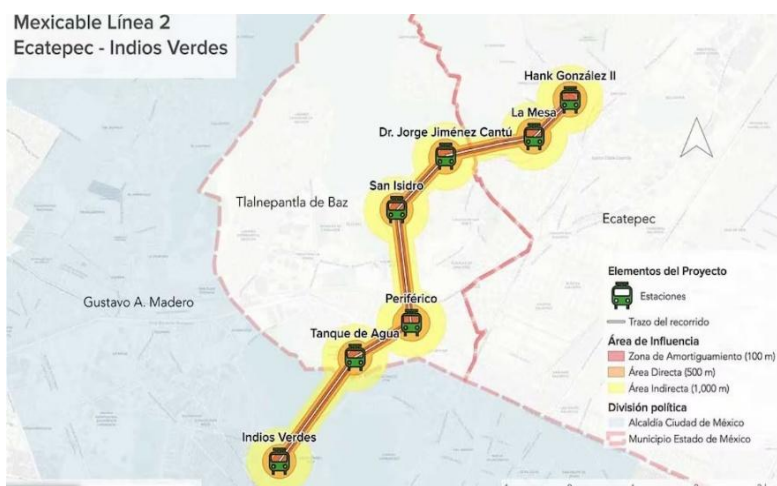 Mexicable Línea 2
Ecatepec - Indios Verdes
Hank González II
La Mesa
Dr. Jorge Jiménez Cantú
San Isidro
Tlalnepantla de Baz
Ecatepec
Gustavo A. Madero
Periférico
Tanque de Agua
Indios Verdes
Elementos del Proyecto
Estaciones
Trazo del recorrido
Área de Influencia
Zona de Amortiguamiento (100 m)
Área Directa (500 m)
Área Indirecta (1,000 m)
División política
Alcaldía Ciudad de México
Municipio Estado de México